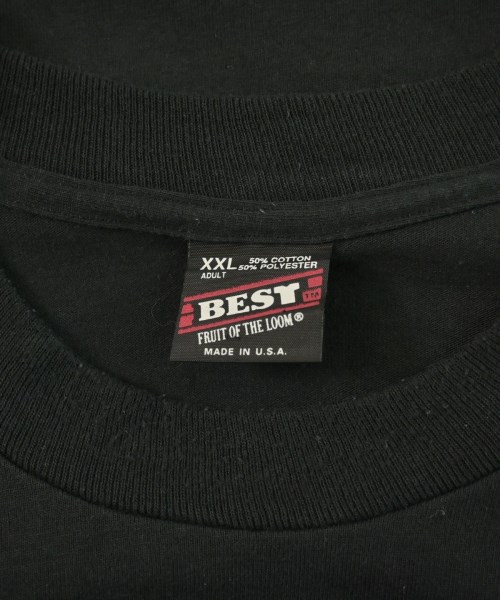 XXL 50% COTTON
ADULT 50% POLYESTER
BEST
FRUIT OF THE LOOM®
MADE IN U.S.A.